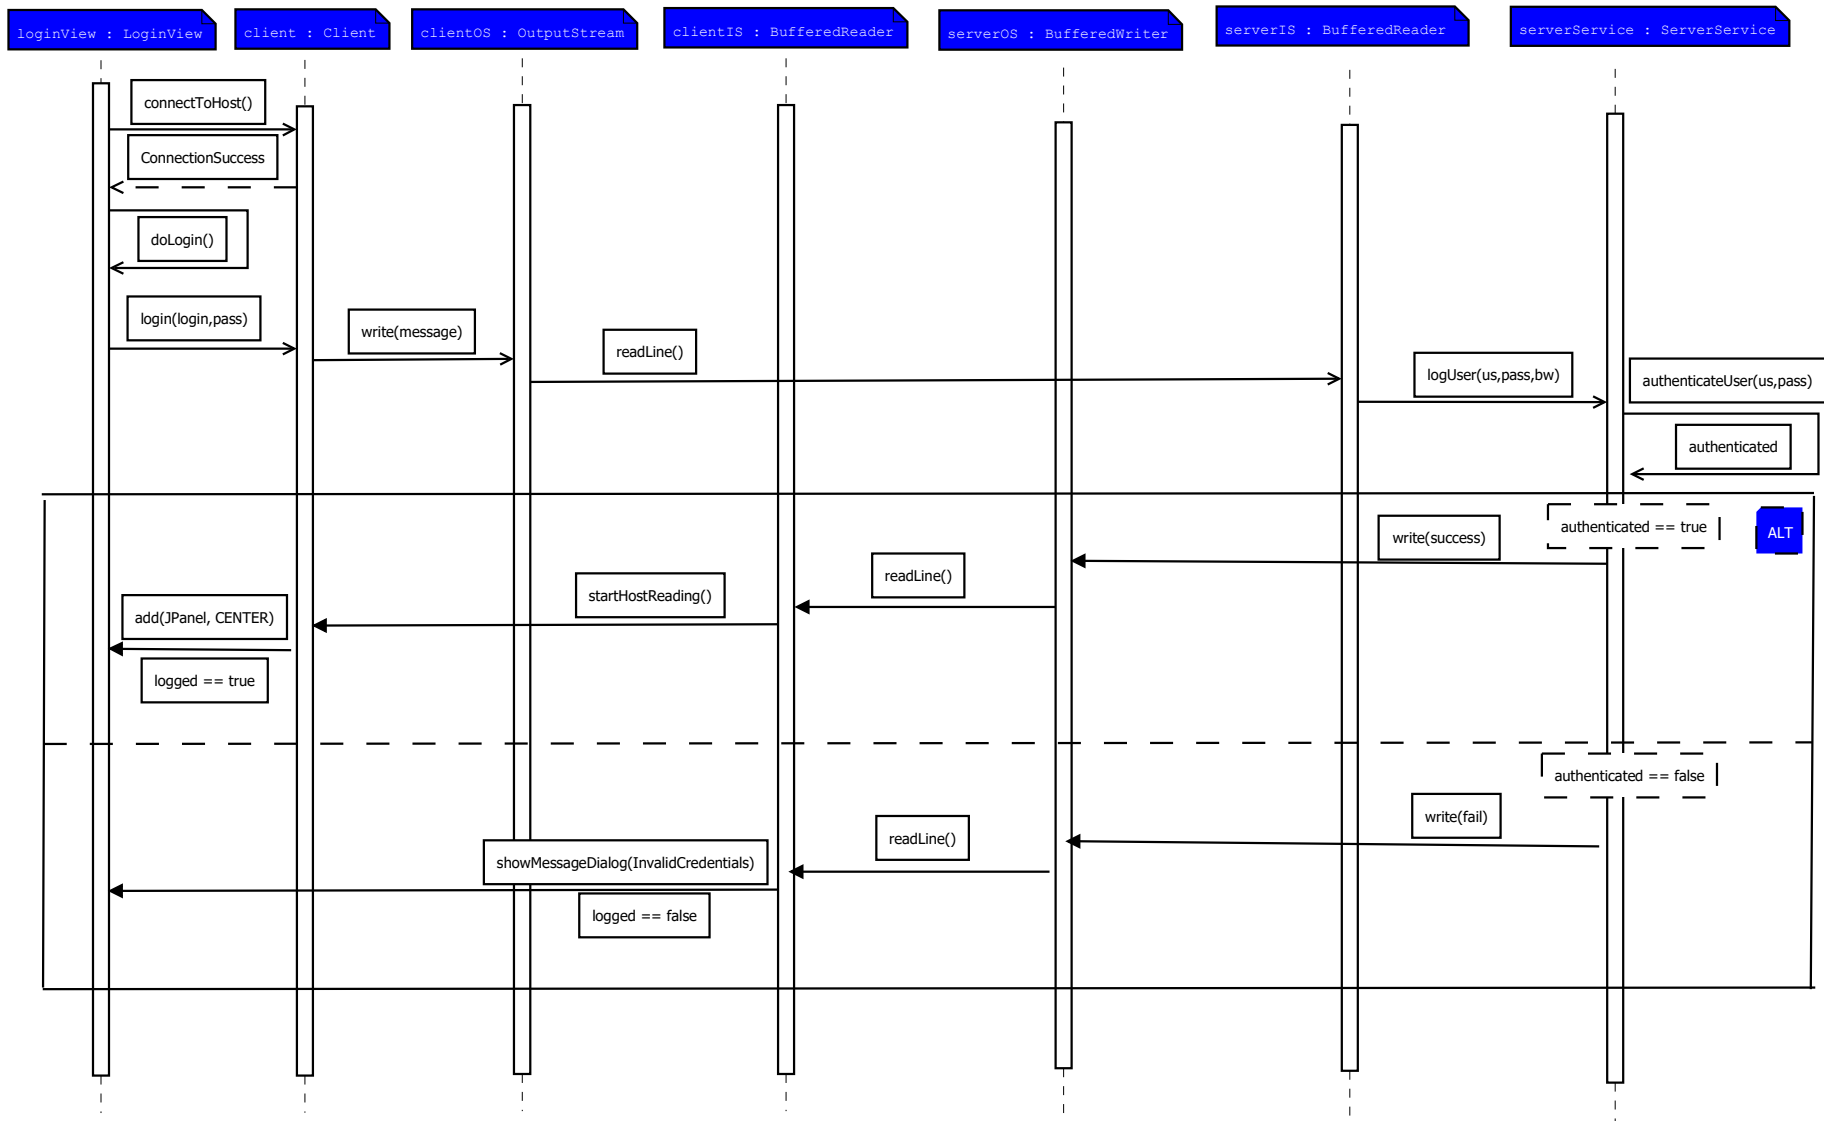 loginView : LoginView
client : Client
clientOS : OutputStream
clientIS : BufferedReader
serverOS : BufferedWriter
serverIS : BufferedReader
serverService : ServerService
connectToHost()
ConnectionSuccess
doLogin()
login(login,pass)
write(message)
readLine()
logUser(us,pass,bw)
authenticateUser(us,pass)
authenticated
authenticated == true
ALT
write(success)
readLine()
startHostReading()
add(JPanel, CENTER)
logged == true
authenticated == false
write(fail)
readLine()
showMessageDialog(InvalidCredentials)
logged == false